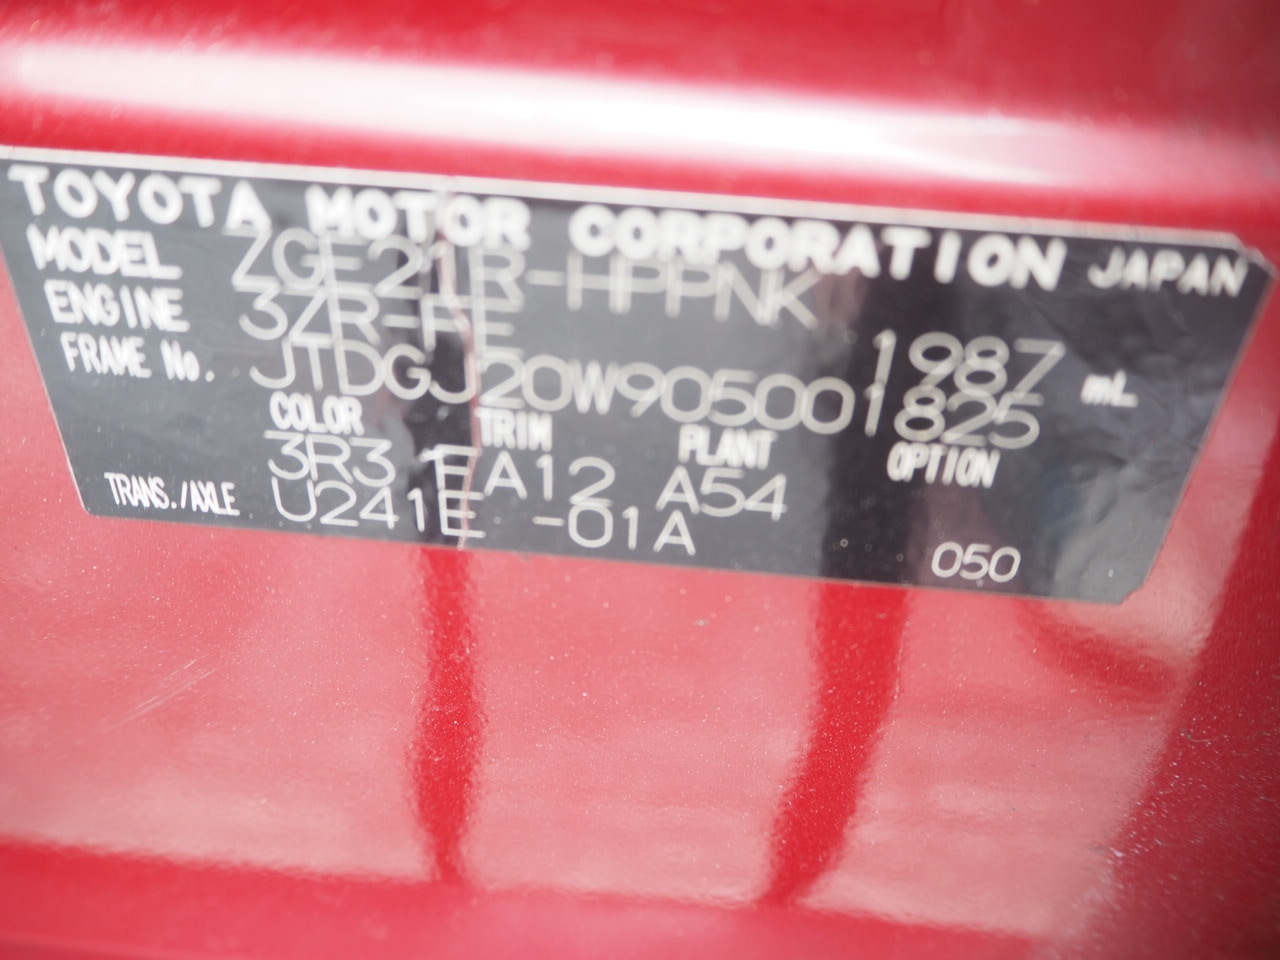 TOYOTA MOTOR CORPORATION JAPAN
MODEL ZGE21R-HPPNK
ENGINE 3ZR-FE 1987 mL
FRAME No. JTDGJ20W905001825
COLOR TRIM PLANT OPTION
3R3 EA12 A54
TRANS./AXLE U241E -01A
050